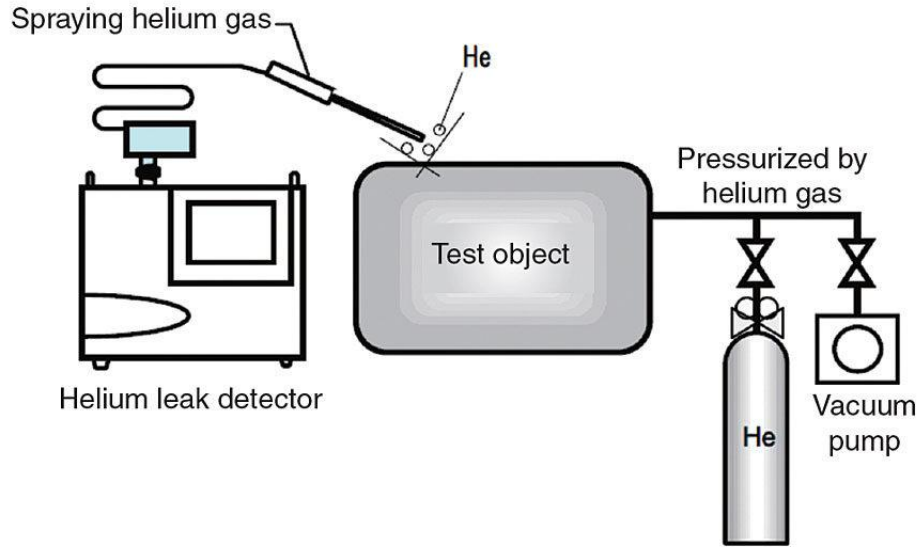 Spraying helium gas
He
Pressurized by
helium gas
Test object
Helium leak detector
He
Vacuum
pump